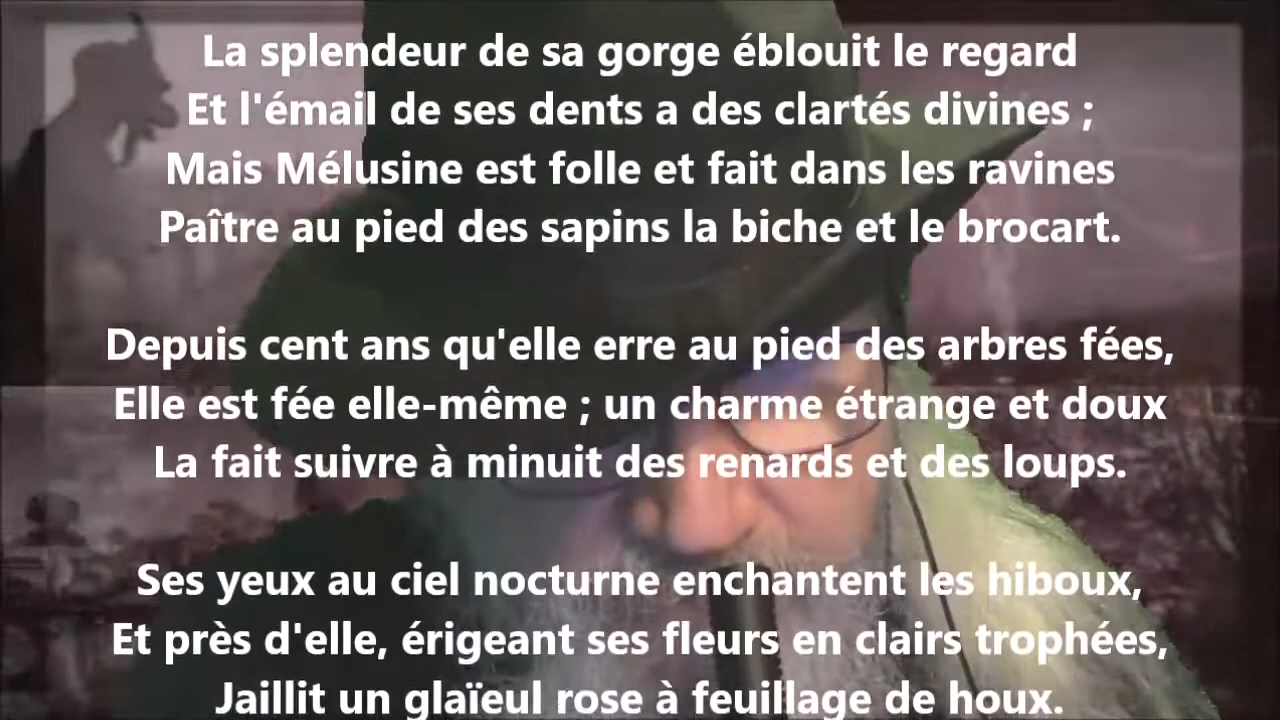 La splendeur de sa gorge éblouit le regard
Et l'émail de ses dents a des clartés divines ;
Mais Mélusine est folle et fait dans les ravines
Paître au pied des sapins la biche et le brocart.
Depuis cent ans qu'elle erre au pied des arbres fées,
Elle est fée elle-même ; un charme étrange et doux
La fait suivre à minuit des renards et des loups.
Ses yeux au ciel nocturne enchantent les hiboux,
Et près d'elle, érigeant ses fleurs en clairs trophées,
Jaillit un glaïeul rose à feuillage de houx.